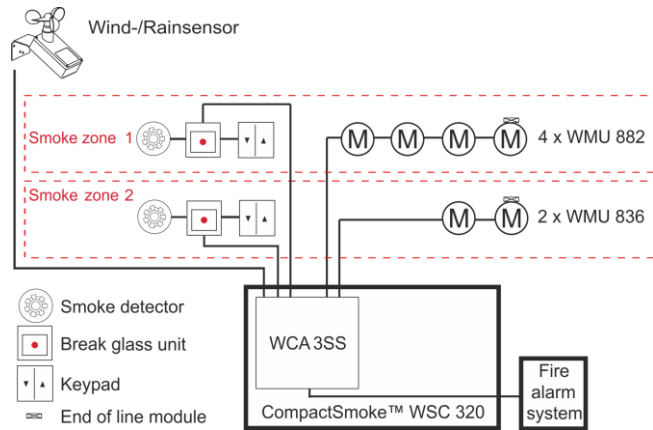 Wind-/Rainsensor
Smoke zone 1
M M M M 4 x WMU 882
Smoke zone 2
M M 2 x WMU 836
Smoke detector
Break glass unit
Keypad
End of line module
WCA 3SS
CompactSmoke™ WSC 320
Fire
alarm
system